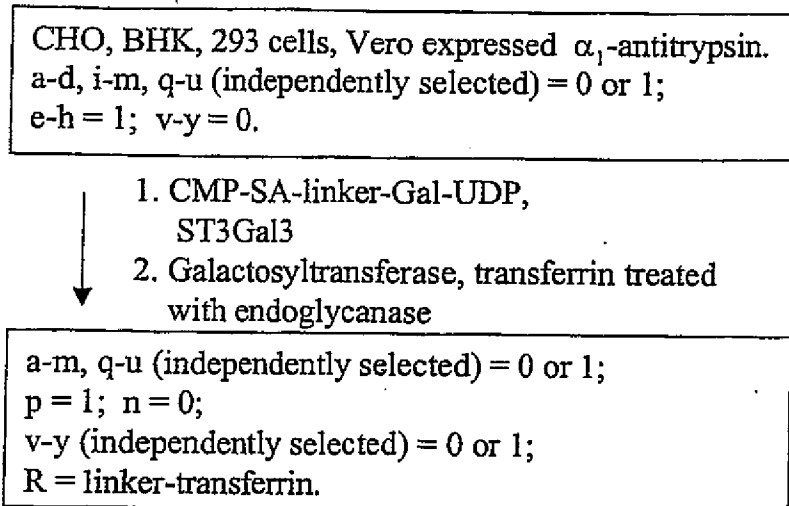 CHO, BHK, 293 cells, Vero expressed α₁-antitrypsin.
a-d, i-m, q-u (independently selected) = 0 or 1;
e-h = 1; v-y = 0.
1. CMP-SA-linker-Gal-UDP,
ST3Gal3
2. Galactosyltransferase, transferrin treated
with endoglycanase
a-m, q-u (independently selected) = 0 or 1;
p = 1; n = 0;
v-y (independently selected) = 0 or 1;
R = linker-transferrin.